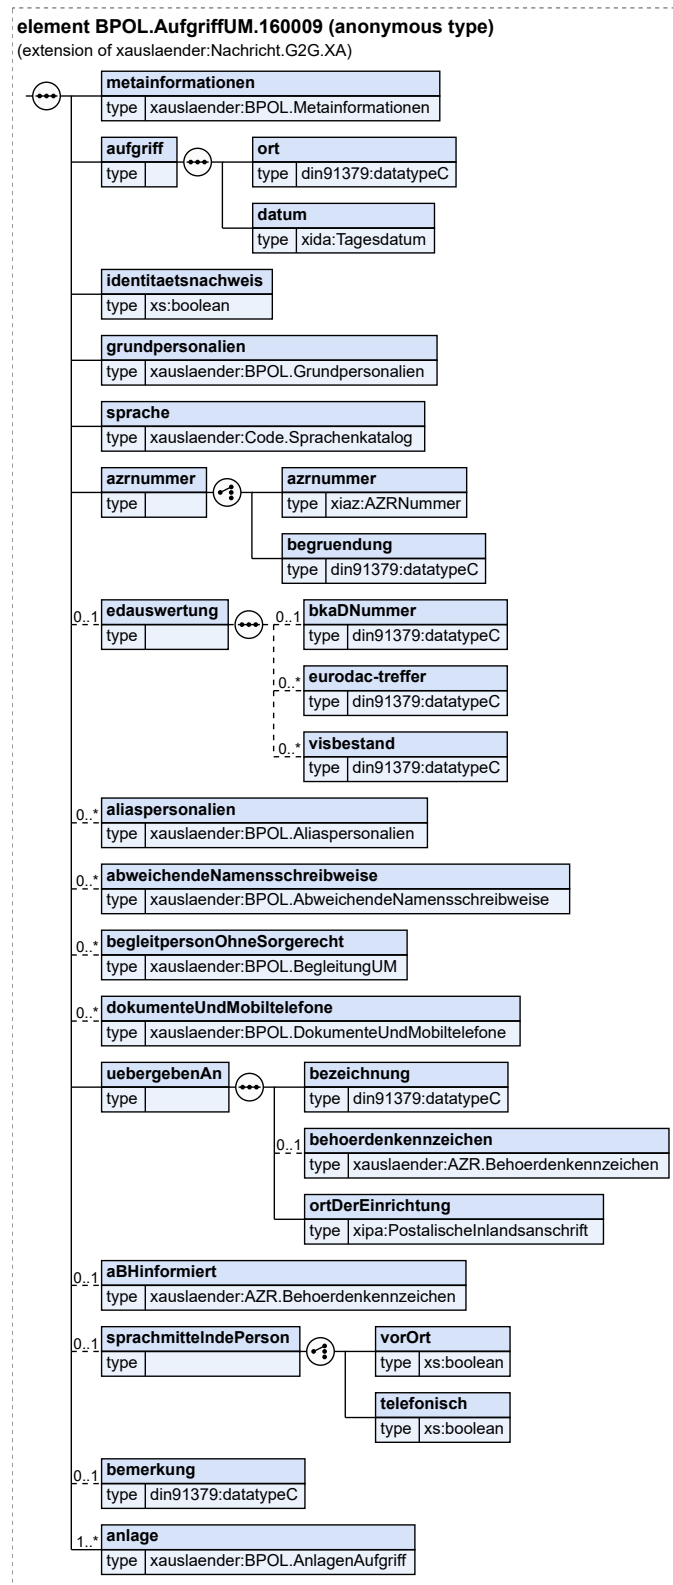 element BPOL.AufgriffUM.160009 (anonymous type)
(extension of xauslaender:Nachricht.G2G.XA)
metainformationen
type xauslaender:BPOL.Metainformationen
aufgriff
type
ort
type din91379:datatypeC
datum
type xida:Tagesdatum
identitaetsnachweis
type xs:boolean
grundpersonalien
type xauslaender:BPOL.Grundpersonalien
sprache
type xauslaender:Code.Sprachenkatalog
azrnummer
type
azrnummer
type xiaz:AZRNummer
begruendung
type din91379:datatypeC
0..1 edauswertung
type
0..1 bkaDNummer
type din91379:datatypeC
0..* eurodac-treffer
type din91379:datatypeC
0..* visbestand
type din91379:datatypeC
0..* aliaspersonalien
type xauslaender:BPOL.Aliaspersonalien
0..* abweichendeNamensschreibweise
type xauslaender:BPOL.AbweichendeNamensschreibweise
0..* begleitpersonOhneSorgerecht
type xauslaender:BPOL.BegleitungUM
0..* dokumenteUndMobiltelefone
type xauslaender:BPOL.DokumenteUndMobiltelefone
uebergebenAn
type
bezeichnung
type din91379:datatypeC
0..1 behoerdenkennzeichen
type xauslaender:AZR.Behoerdenkennzeichen
ortDerEinrichtung
type xipa:PostalischeInlandsanschrift
0..1 aBHinformiert
type xauslaender:AZR.Behoerdenkennzeichen
0..1 sprachmittelndePerson
type
vorOrt
type xs:boolean
telefonisch
type xs:boolean
0..1 bemerkung
type din91379:datatypeC
1..* anlage
type xauslaender:BPOL.AnlagenAufgriff